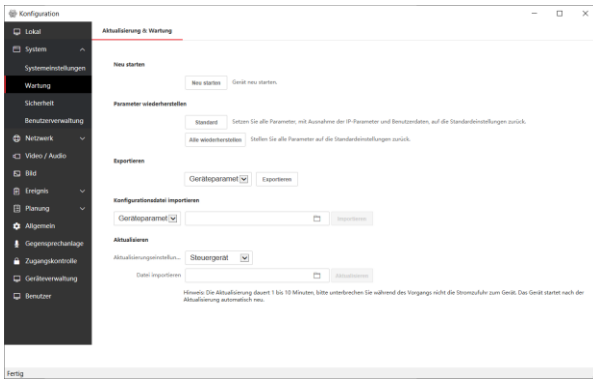 Konfiguration
Lokal
System
Systemeinstellungen
Wartung
Sicherheit
Benutzerverwaltung
Netzwerk
Video / Audio
Bild
Ereignis
Planung
Allgemein
Gegensprechanlage
Zugangskontrolle
Geräteverwaltung
Benutzer
Aktualisierung & Wartung
Neu starten
Neu starten Gerät neu starten.
Parameter wiederherstellen
Standard Setzen Sie alle Parameter, mit Ausnahme der IP-Parameter und Benutzerdaten, auf die Standardeinstellungen zurück.
Alle wiederherstellen Stellen Sie alle Parameter auf die Standardeinstellungen zurück.
Exportieren
Geräteparamet Exportieren
Konfigurationsdatei importieren
Geräteparamet Importieren
Aktualisieren
Aktualisierungseinstellun... Steuergerät
Datei importieren Aktualisieren
Hinweis: Die Aktualisierung dauert 1 bis 10 Minuten, bitte unterbrechen Sie während des Vorgangs nicht die Stromzufuhr zum Gerät. Das Gerät startet nach der
Aktualisierung automatisch neu.
Fertig